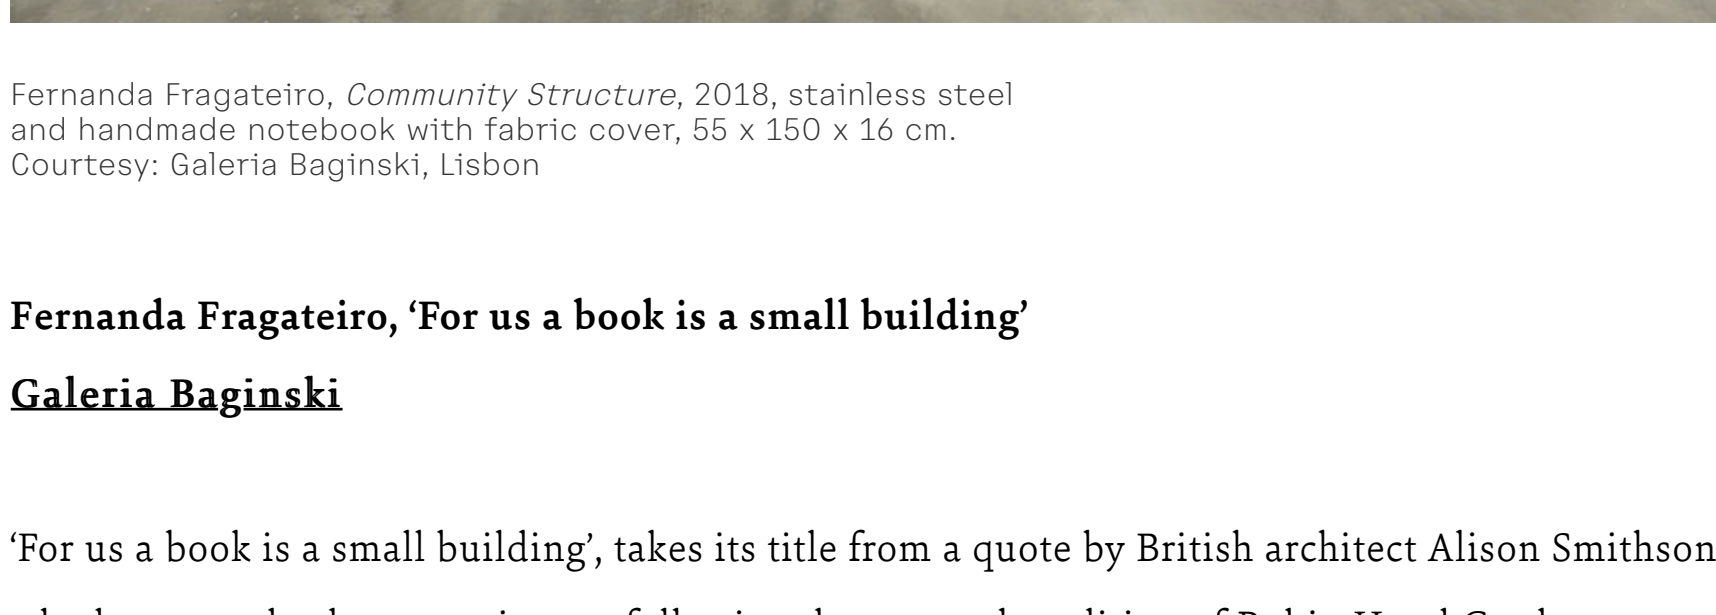 Fernanda Fragateiro, Community Structure, 2018, stainless steel
and handmade notebook with fabric cover, 55 x 150 x 16 cm.
Courtesy: Galeria Baginski, Lisbon
Fernanda Fragateiro, ‘For us a book is a small building’
Galeria Baginski
‘For us a book is a small building’, takes its title from a quote by British architect Alison Smithson